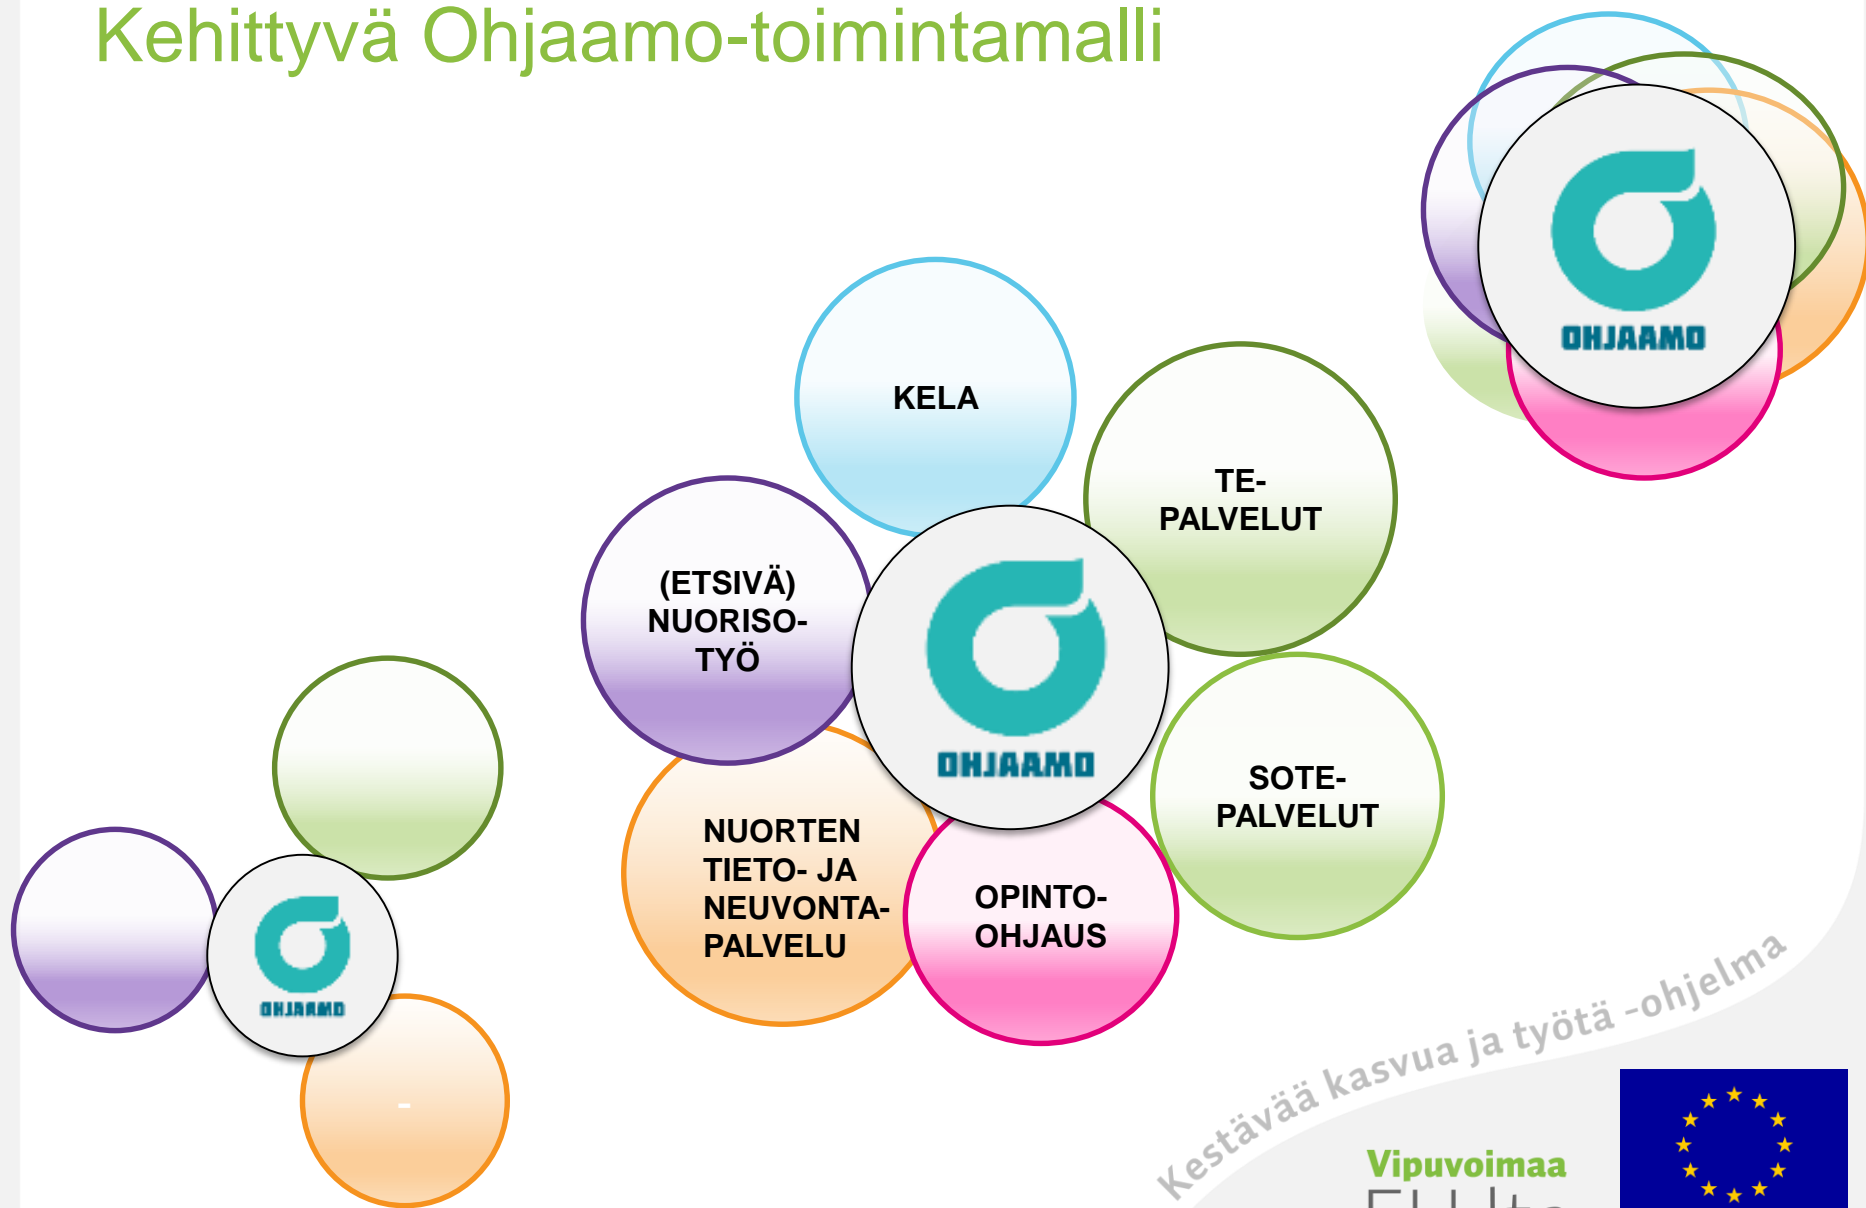 Kehittyvä Ohjaamo-toimintamalli
OHJAAMO
KELA
TE-
PALVELUT
(ETSIVÄ)
NUORISO-
TYÖ
OHJAAMO
SOTE-
PALVELUT
NUORTEN
TIETO- JA
NEUVONTA-
PALVELU
OPINTO-
OHJAUS
OHJAAMO
-
Kestävää kasvua ja työtä -ohjelma
Vipuvoimaa